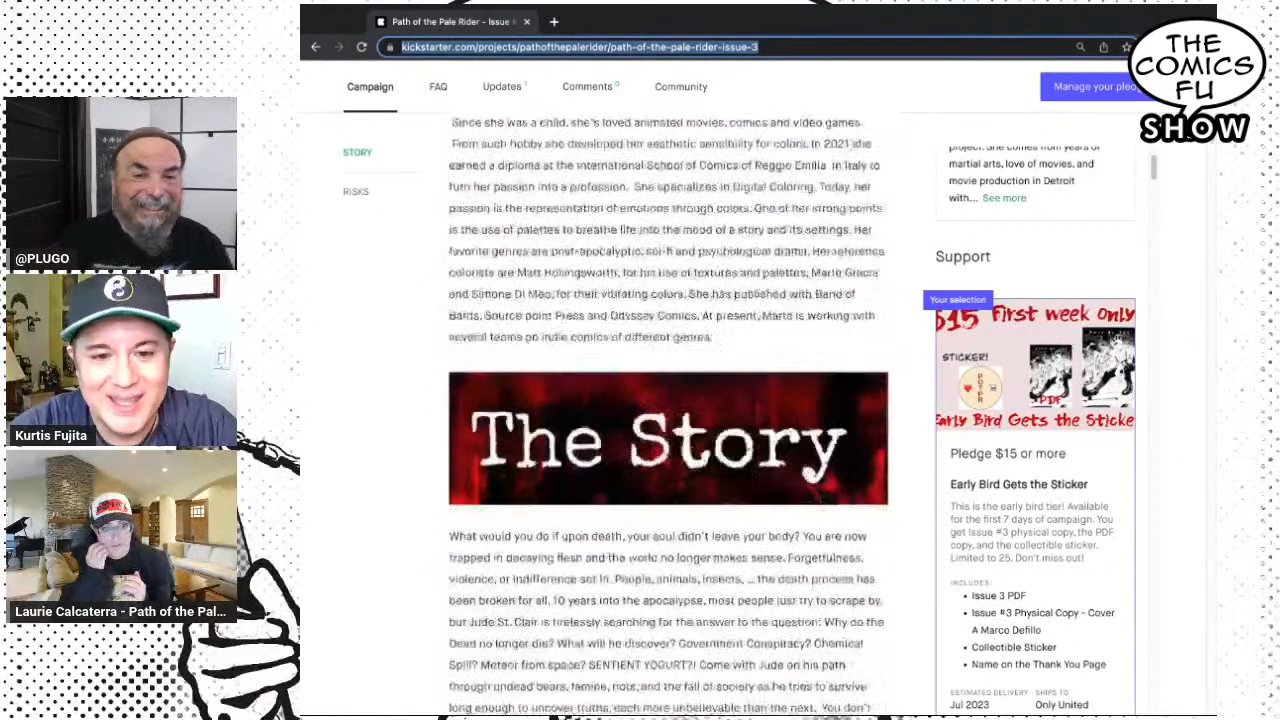 Path of the Pale Rider - Issue
kickstarter.com/projects/pathofthepalerider/path-of-the-pale-rider-issue-3
THE
COMICS
FU
SHOW
Campaign
FAQ
Updates 1
Comments 0
Community
Manage your pledg
STORY
RISKS
Since she was a child, she's loved animated movies, comics and video games.
From such hobby she developed her aesthetic sensibility for colors. In 2021 she
earned a diploma at the International School of Comics of Reggio Emilia in Italy to
turn her passion into a profession. She specializes in Digital Coloring. Today, her
passion is the representation of emotions through colors. One of her strong points
is the use of palettes to breathe life into the mood of a story and its settings. Her
favorite genres are post-apocalyptic, sci-fi and psychological drama. Her reference
colorists are Matt Hollingsworth, for his use of textures and palettes, Marte Gracia
and Simone Di Meo, for their vibrating colors. She has published with Band of
Bards, Source point Press and Odyssey Comics. At present, Marta is working with
several teams on indie comics of different genres.
The Story
What would you do if upon death, your soul didn't leave your body? You are now
trapped in decaying flesh and the world no longer makes sense. Forgetfulness,
violence, or indifference set in. People, animals, insects, ... the death process has
been broken for all. 10 years into the apocalypse, most people just try to scrape by,
but Jude St. Clair is tirelessly searching for the answer to the question: Why do the
Dead no longer die? What will he discover? Government Conspiracy? Chemical
Spill? Meteor from space? SENTIENT YOGURT?! Come with Jude on his path
through undead bears, famine, riots, and the fall of society as he tries to survive
long enough to uncover truths, each more unbelievable than the next. You don't
project. She comes from years of
martial arts, love of movies, and
movie production in Detroit
with... See more
Support
Your selection
$15 First week only
STICKER!
POTPR
PDF
Early Bird Gets the Sticke
Pledge $15 or more
Early Bird Gets the Sticker
This is the early bird tier! Available
for the first 7 days of campaign. You
get Issue #3 physical copy, the PDF
copy, and the collectible sticker.
Limited to 25. Don't miss out!
INCLUDES:
• Issue 3 PDF
• Issue #3 Physical Copy - Cover
A Marco Defillo
• Collectible Sticker
• Name on the Thank You Page
ESTIMATED DELIVERY
SHIPS TO
Jul 2023
Only United
@PLUGO
Kurtis Fujita
Laurie Calcaterra - Path of the Pal...